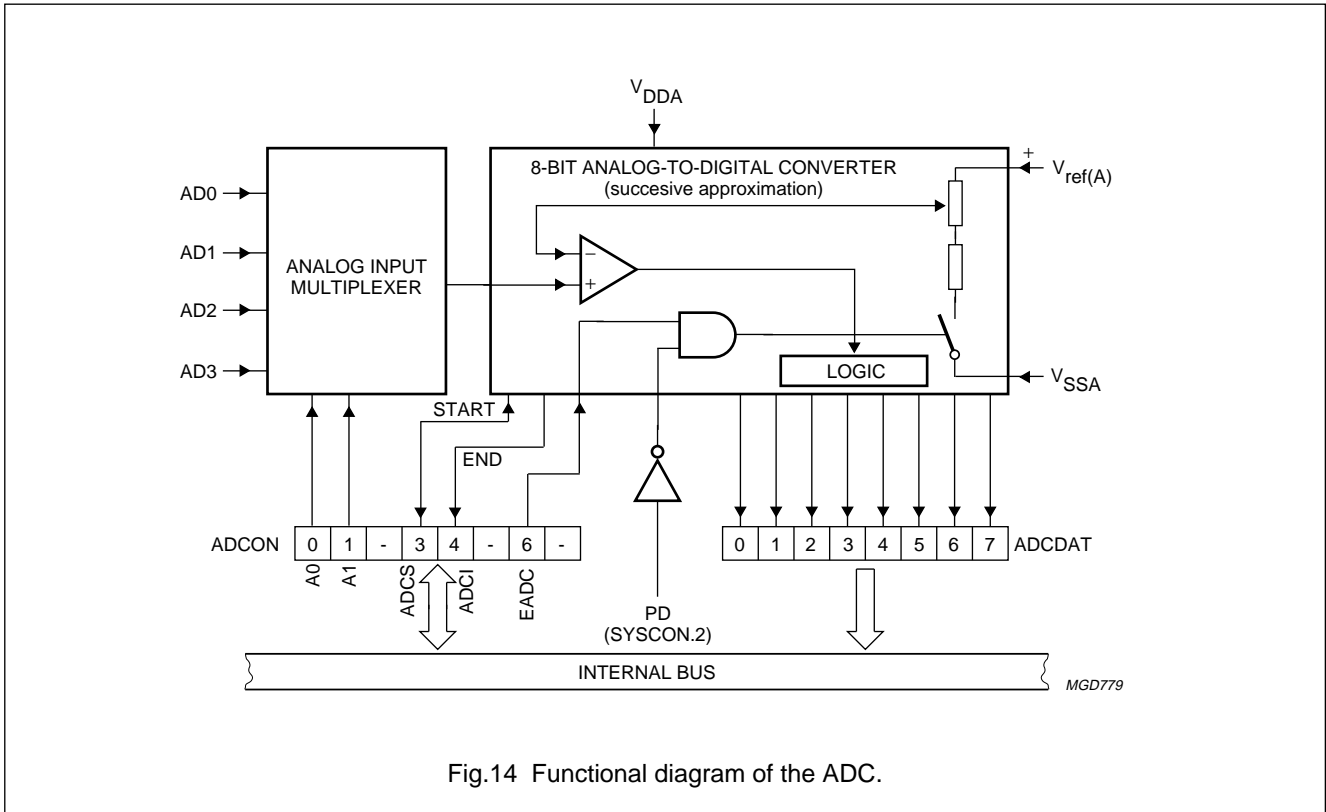 V DDA
8-BIT ANALOG-TO-DIGITAL CONVERTER
(succesive approximation)
+
V ref(A)
AD0
AD1
AD2
AD3
ANALOG INPUT
MULTIPLEXER
−
+
LOGIC
V SSA
START
END
ADCON 0 1 - 3 4 - 6 -
A0 A1 ADCS ADCI EADC
0 1 2 3 4 5 6 7 ADCDAT
PD
(SYSCON.2)
INTERNAL BUS
MGD779
Fig.14 Functional diagram of the ADC.